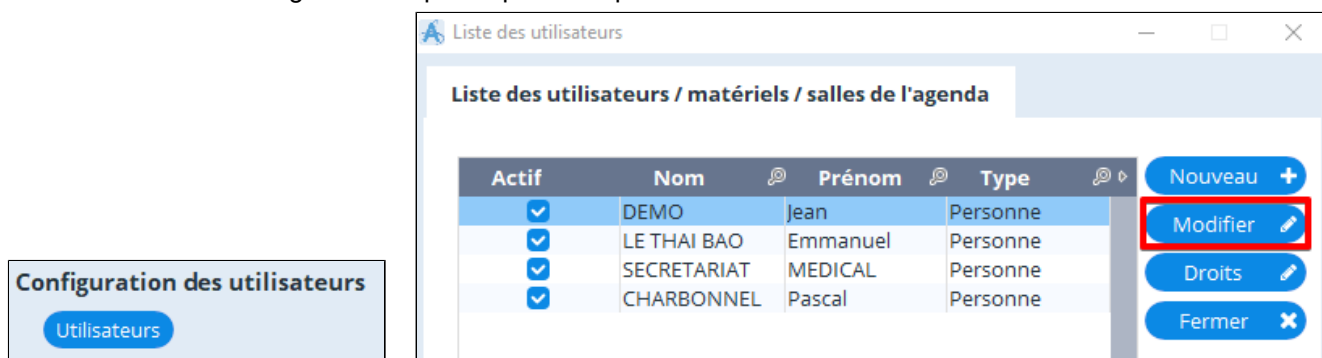 Liste des utilisateurs
Liste des utilisateurs / matériels / salles de l'agenda
Actif Nom Prénom Type
DEMO Jean Personne
LE THAI BAO Emmanuel Personne
SECRETARIAT MEDICAL Personne
CHARBONNEL Pascal Personne
Nouveau
Modifier
Droits
Fermer
Configuration des utilisateurs
Utilisateurs